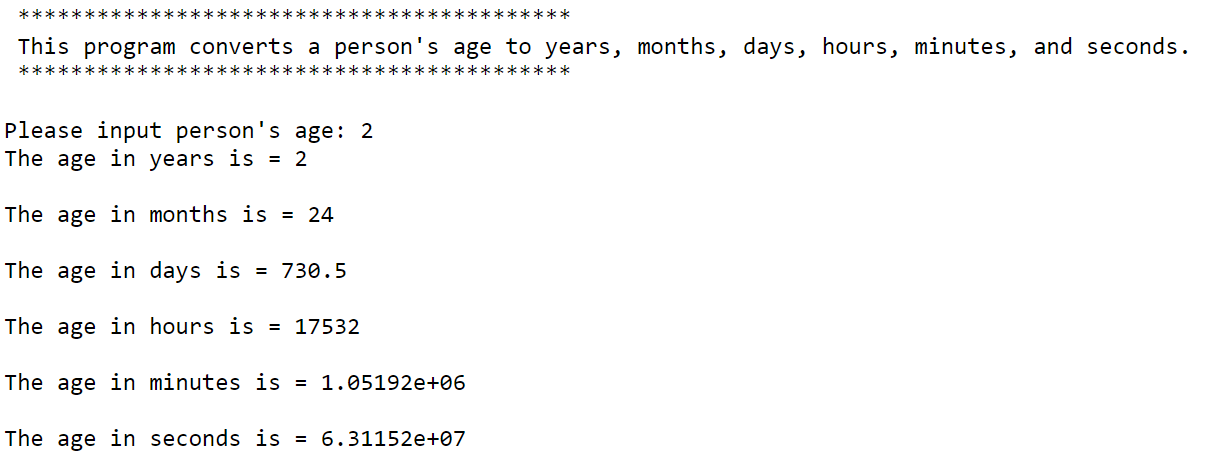 ******************************************
This program converts a person's age to years, months, days, hours, minutes, and seconds.
******************************************
Please input person's age: 2
The age in years is = 2
The age in months is = 24
The age in days is = 730.5
The age in hours is = 17532
The age in minutes is = 1.05192e+06
The age in seconds is = 6.31152e+07